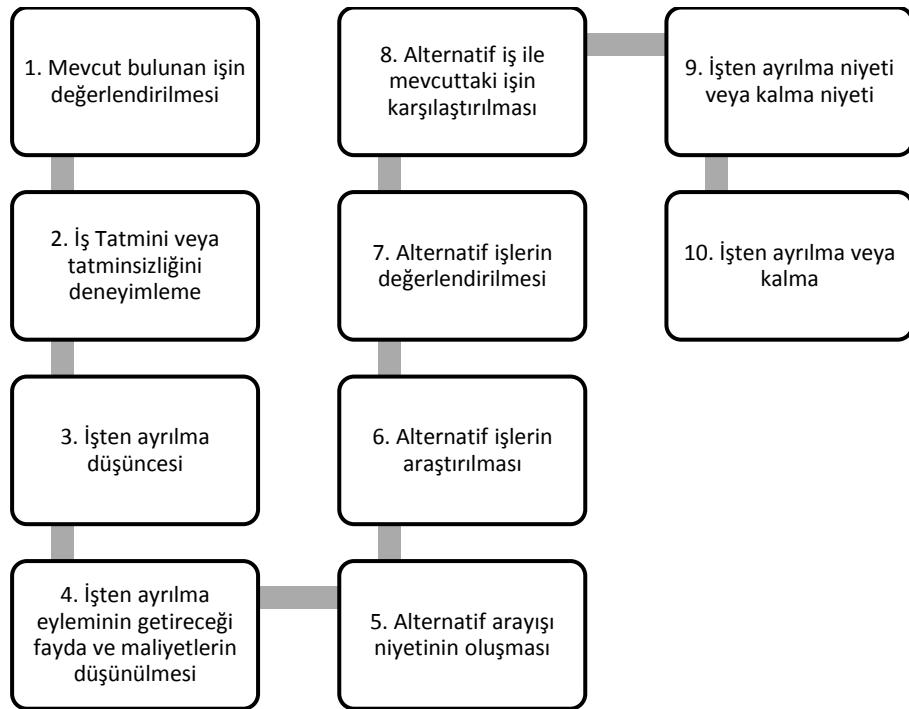 1. Mevcut bulunan işin
değerlendirilmesi
2. İş Tatmini veya
tatminsizliğini
deneyimleme
3. İşten ayrılma
düşüncesi
4. İşten ayrılma
eyleminin getireceği
fayda ve maliyetlerin
düşünülmesi
5. Alternatif arayışı
niyetinin oluşması
6. Alternatif işlerin
araştırılması
7. Alternatif işlerin
değerlendirilmesi
8. Alternatif iş ile
mevcuttaki işin
karşılaştırılması
9. İşten ayrılma niyeti
veya kalma niyeti
10. İşten ayrılma veya
kalma